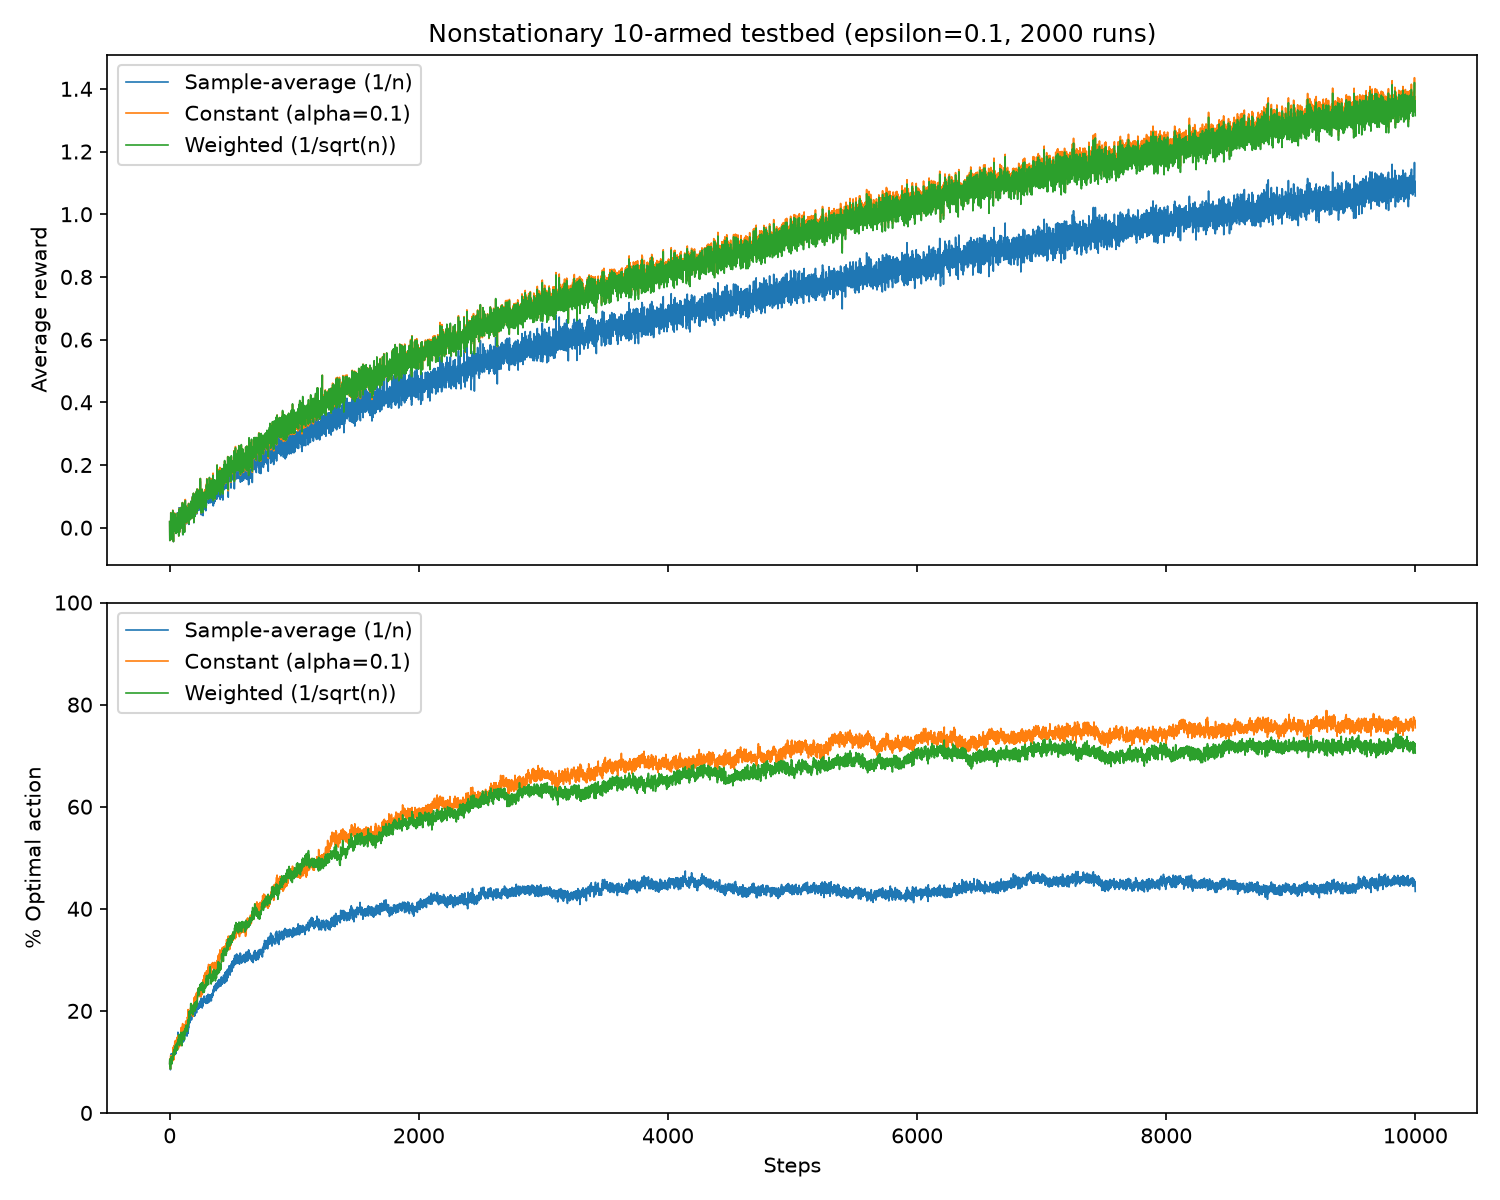 Nonstationary 10-armed testbed (epsilon=0.1, 2000 runs)
Sample-average (1/n)
Constant (alpha=0.1)
Weighted (1/sqrt(n))
1.4
1.2
1.0
0.8
0.6
0.4
0.2
0.0
Average reward
Sample-average (1/n)
Constant (alpha=0.1)
Weighted (1/sqrt(n))
100
80
60
40
20
0
% Optimal action
0 2000 4000 6000 8000 10000
Steps